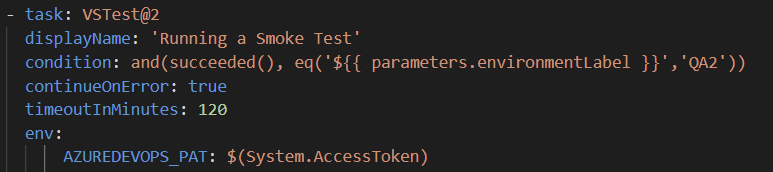 - task: VSTest@2
displayName: 'Running a Smoke Test'
condition: and(succeeded(), eq('${{ parameters.environmentLabel }}','QA2'))
continueOnError: true
timeoutInMinutes: 120
env:
AZUREDEVOPS_PAT: $(System.AccessToken)